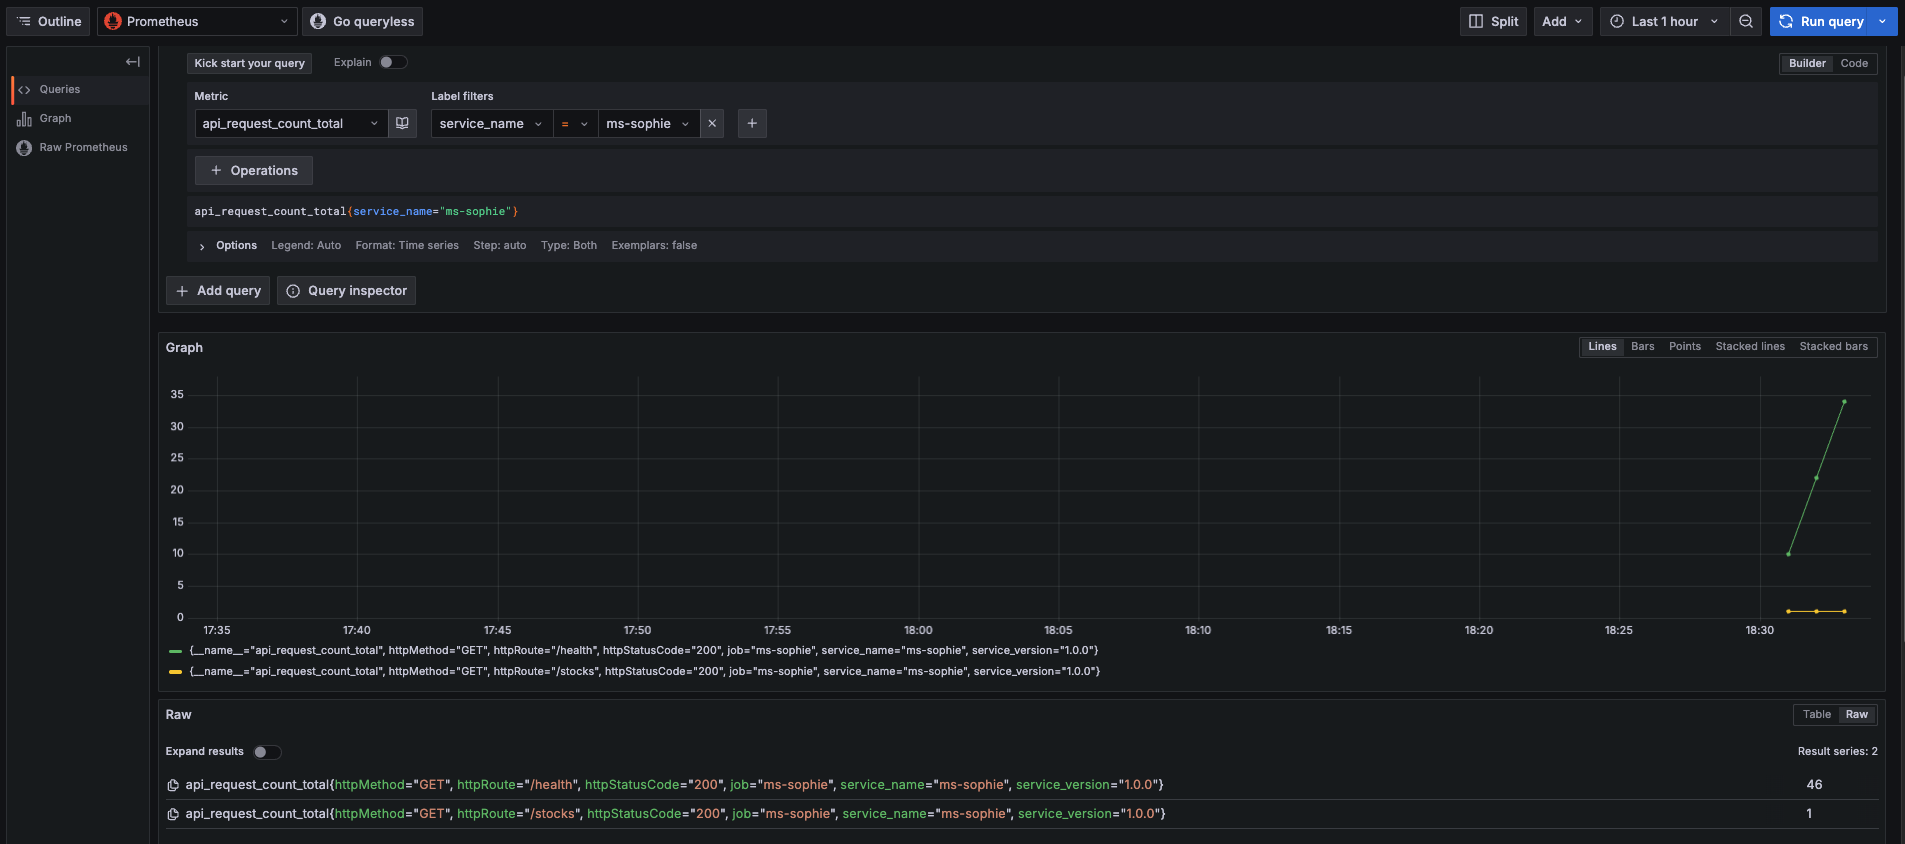 Outline
Prometheus
Go queryless
Split
Add
Last 1 hour
Run query
Queries
Graph
Raw Prometheus
Kick start your query
Explain
Builder
Code
Metric
Label filters
api_request_count_total
service_name
=
ms-sophie
+ Operations
api_request_count_total{service_name="ms-sophie"}
Options Legend: Auto Format: Time series Step: auto Type: Both Exemplars: false
+ Add query
Query inspector
Graph
Lines Bars Points Stacked lines Stacked bars
35
30
25
20
15
10
5
0
17:35 17:40 17:45 17:50 17:55 18:00 18:05 18:10 18:15 18:20 18:25 18:30
{__name__="api_request_count_total", httpMethod="GET", httpRoute="/health", httpStatusCode="200", job="ms-sophie", service_name="ms-sophie", service_version="1.0.0"}
{__name__="api_request_count_total", httpMethod="GET", httpRoute="/stocks", httpStatusCode="200", job="ms-sophie", service_name="ms-sophie", service_version="1.0.0"}
Raw
Table Raw
Expand results
Result series: 2
api_request_count_total{httpMethod="GET", httpRoute="/health", httpStatusCode="200", job="ms-sophie", service_name="ms-sophie", service_version="1.0.0"} 46
api_request_count_total{httpMethod="GET", httpRoute="/stocks", httpStatusCode="200", job="ms-sophie", service_name="ms-sophie", service_version="1.0.0"} 1